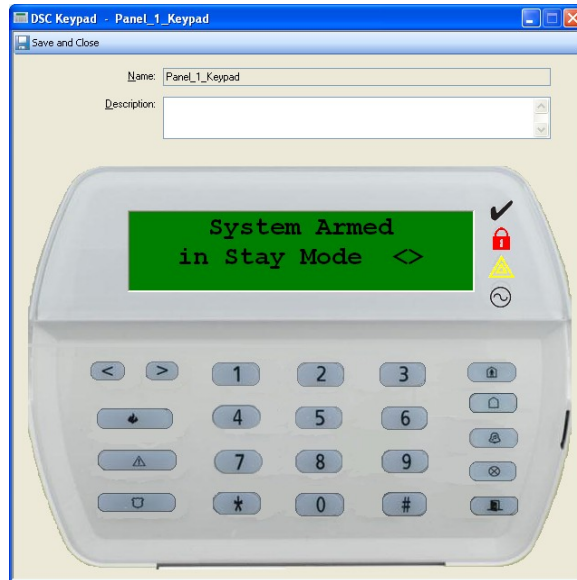 DSC Keypad - Panel_1_Keypad
Save and Close
Name: Panel_1_Keypad
Description:
System Armed
in Stay Mode <>
< > 1 2 3
4 5 6
7 8 9
* 0 #